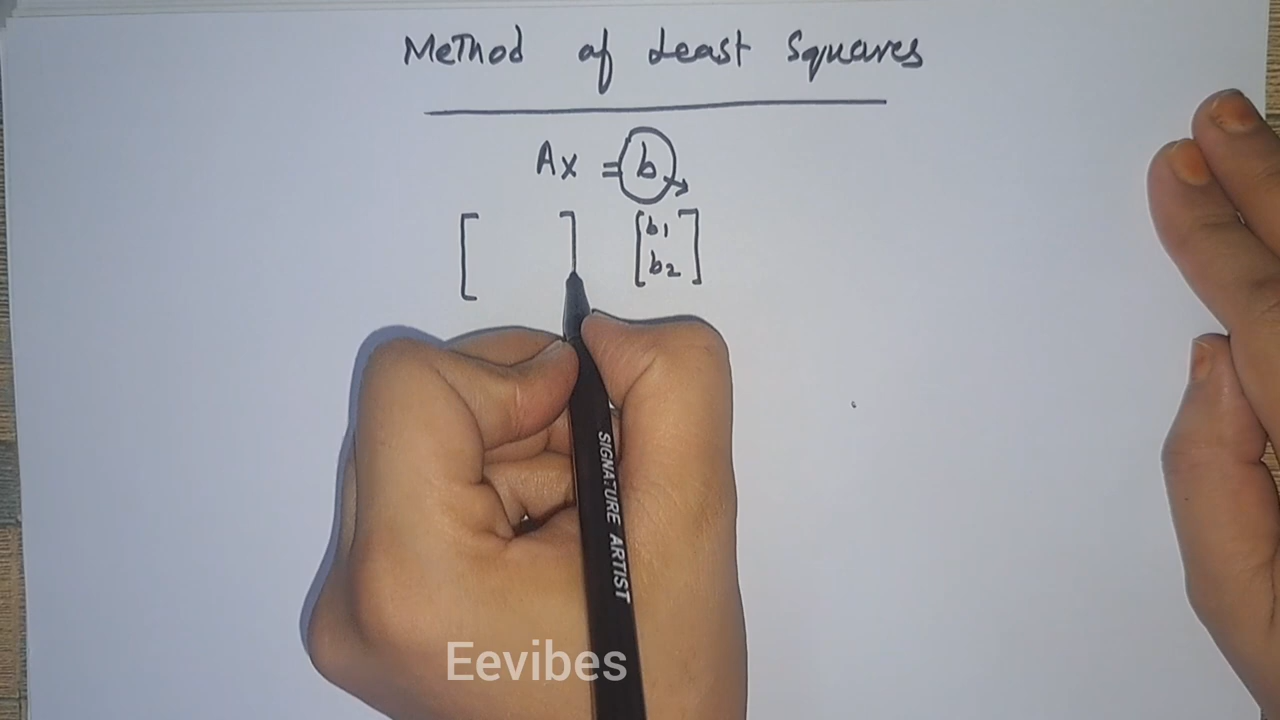 Method of Least Squares
Ax = b
[ ] [b1
b2]
SIGNATURE ARTIST
Eevibes